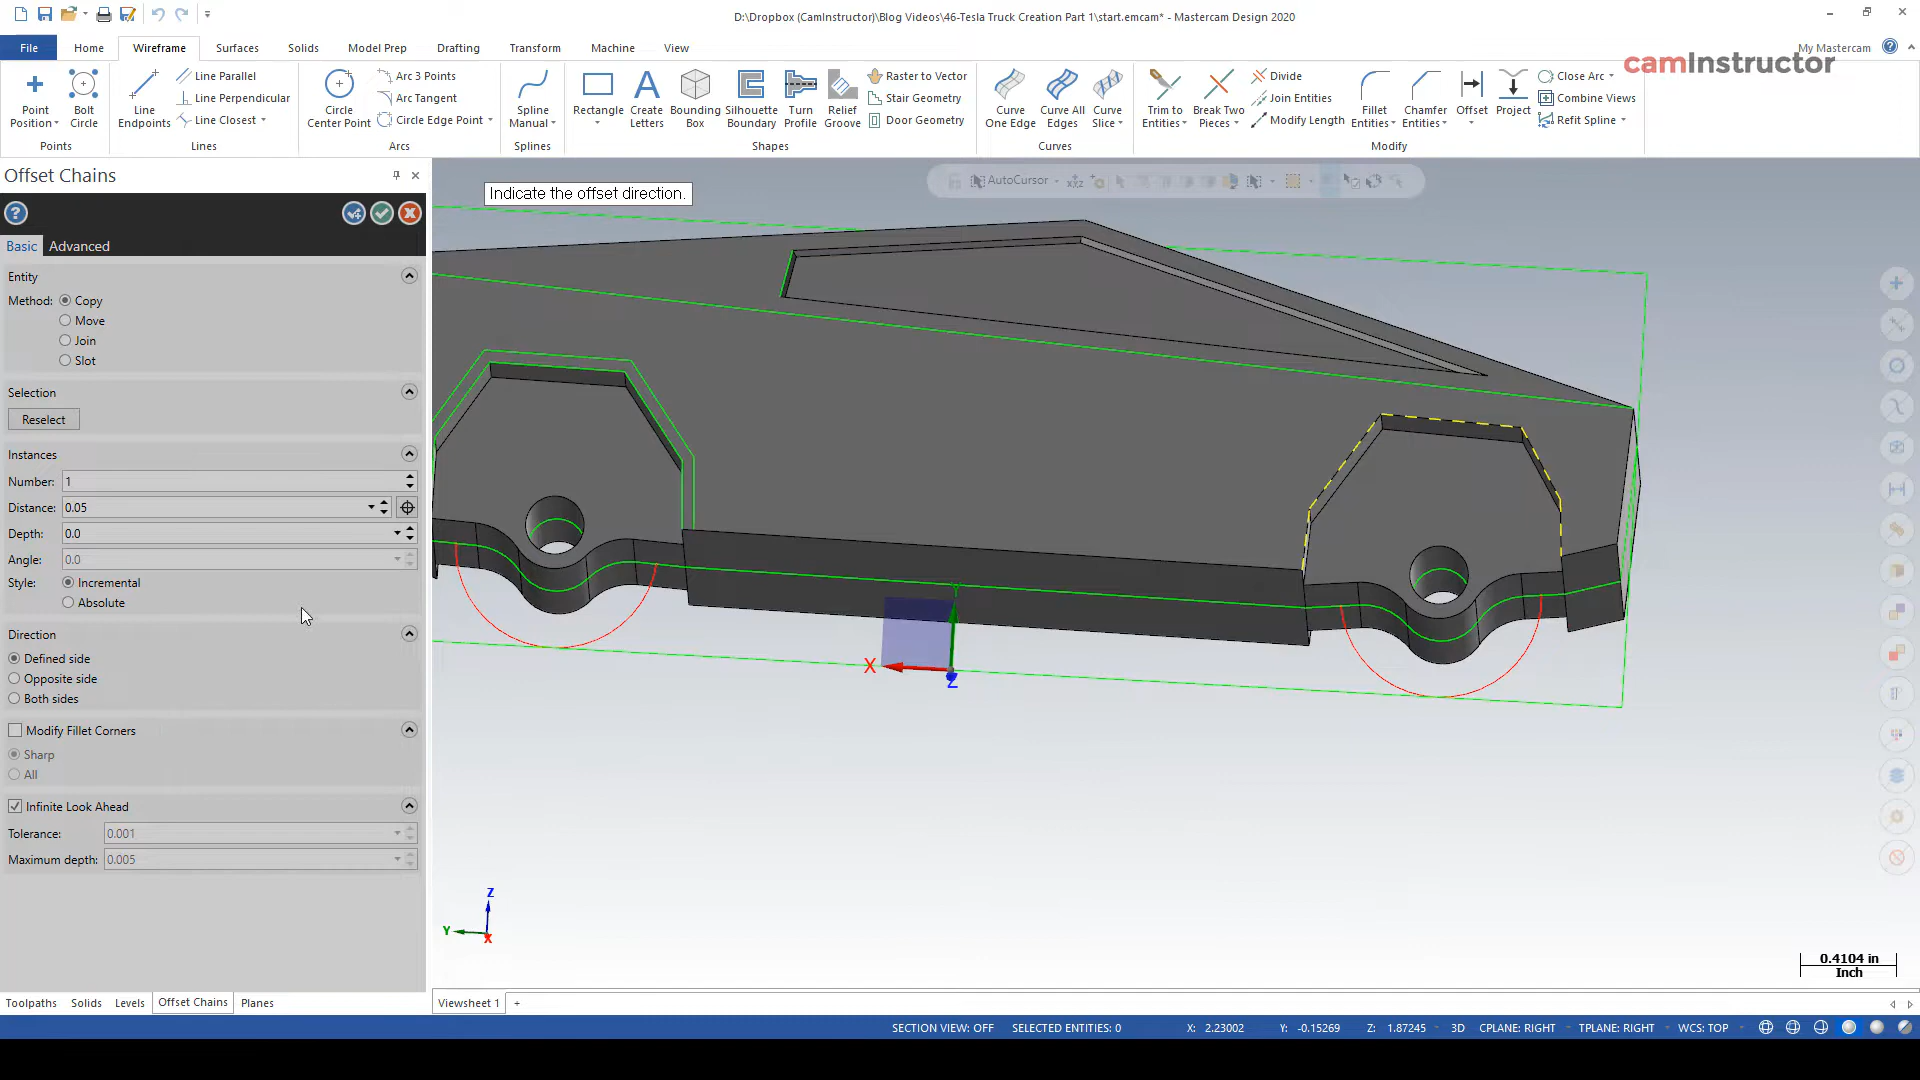 D:\Dropbox (CamInstructor)\Blog Videos\46-Tesla Truck Creation Part 1\start.emcam* - Mastercam Design 2020
File
Home
Wireframe
Surfaces
Solids
Model Prep
Drafting
Transform
Machine
View
My Mastercam
camInstructor
Point
Position
Bolt
Circle
Points
Line
Endpoints
Line Parallel
Line Perpendicular
Line Closest
Lines
Circle
Center Point
Arc 3 Points
Arc Tangent
Circle Edge Point
Arcs
Spline
Manual
Splines
Rectangle
Create
Letters
Bounding
Box
Silhouette
Boundary
Turn
Profile
Relief
Groove
Raster to Vector
Stair Geometry
Door Geometry
Shapes
Curve
One Edge
Curve All
Edges
Curve
Slice
Curves
Trim to
Entities
Break Two
Pieces
Divide
Join Entities
Modify Length
Fillet
Entities
Chamfer
Entities
Offset
Project
Close Arc
Combine Views
Refit Spline
Modify
Offset Chains
Basic
Advanced
Entity
Method:
Copy
Move
Join
Slot
Selection
Reselect
Instances
Number: 1
Distance: 0.05
Depth: 0.0
Angle: 0.0
Style:
Incremental
Absolute
Direction
Defined side
Opposite side
Both sides
Modify Fillet Corners
Sharp
All
Infinite Look Ahead
Tolerance: 0.001
Maximum depth: 0.005
Indicate the offset direction.
AutoCursor
Y
X
Z
Z
Y
X
0.4104 in
Inch
Toolpaths
Solids
Levels
Offset Chains
Planes
Viewsheet 1
+
SECTION VIEW: OFF
SELECTED ENTITIES: 0
X: 2.23002
Y: -0.15269
Z: 1.87245
3D
CPLANE: RIGHT
TPLANE: RIGHT
WCS: TOP